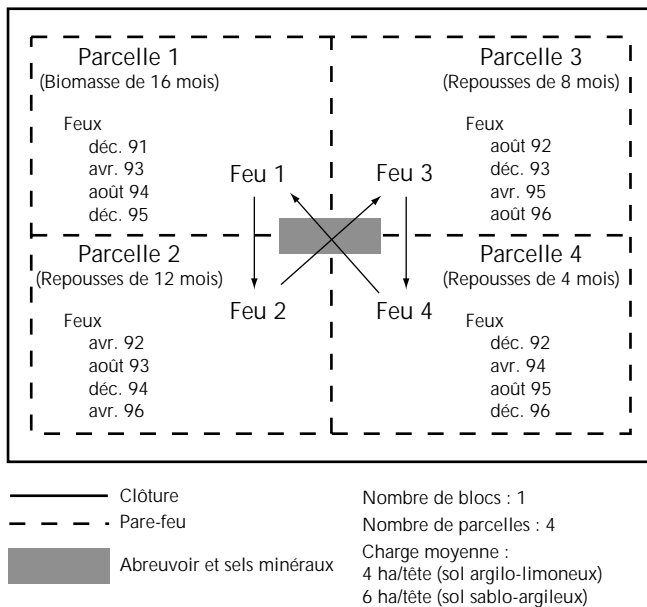 Parcelle 1
(Biomasse de 16 mois)
Feux
déc. 91
avr. 93
août 94
déc. 95
Feu 1
Parcelle 3
(Repousses de 8 mois)
Feux
août 92
déc. 93
avr. 95
août 96
Feu 3
Parcelle 2
(Repousses de 12 mois)
Feux
avr. 92
août 93
déc. 94
avr. 96
Feu 2
Parcelle 4
(Repousses de 4 mois)
Feux
déc. 92
avr. 94
août 95
déc. 96
Feu 4
Clôture
Pare-feu
Abreuvoir et sels minéraux
Nombre de blocs : 1
Nombre de parcelles : 4
Charge moyenne :
4 ha/tête (sol argilo-limoneux)
6 ha/tête (sol sablo-argileux)